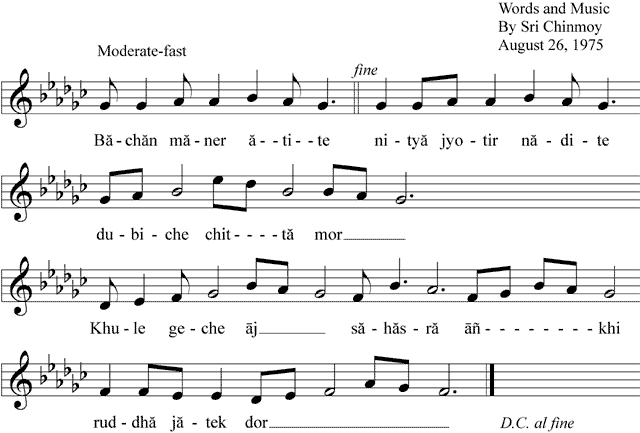 Words and Music
By Sri Chinmoy
August 26, 1975
Moderate-fast
fine
Bă-chăn mă-ner ă--ti--te ni-tyă jyo-tir nă-di-te
du-bi-che chit----tă mor
Khu-le ge-che āj să-hăs-ră āñ--------khi
rud-dhă jă-tek dor
D.C. al fine